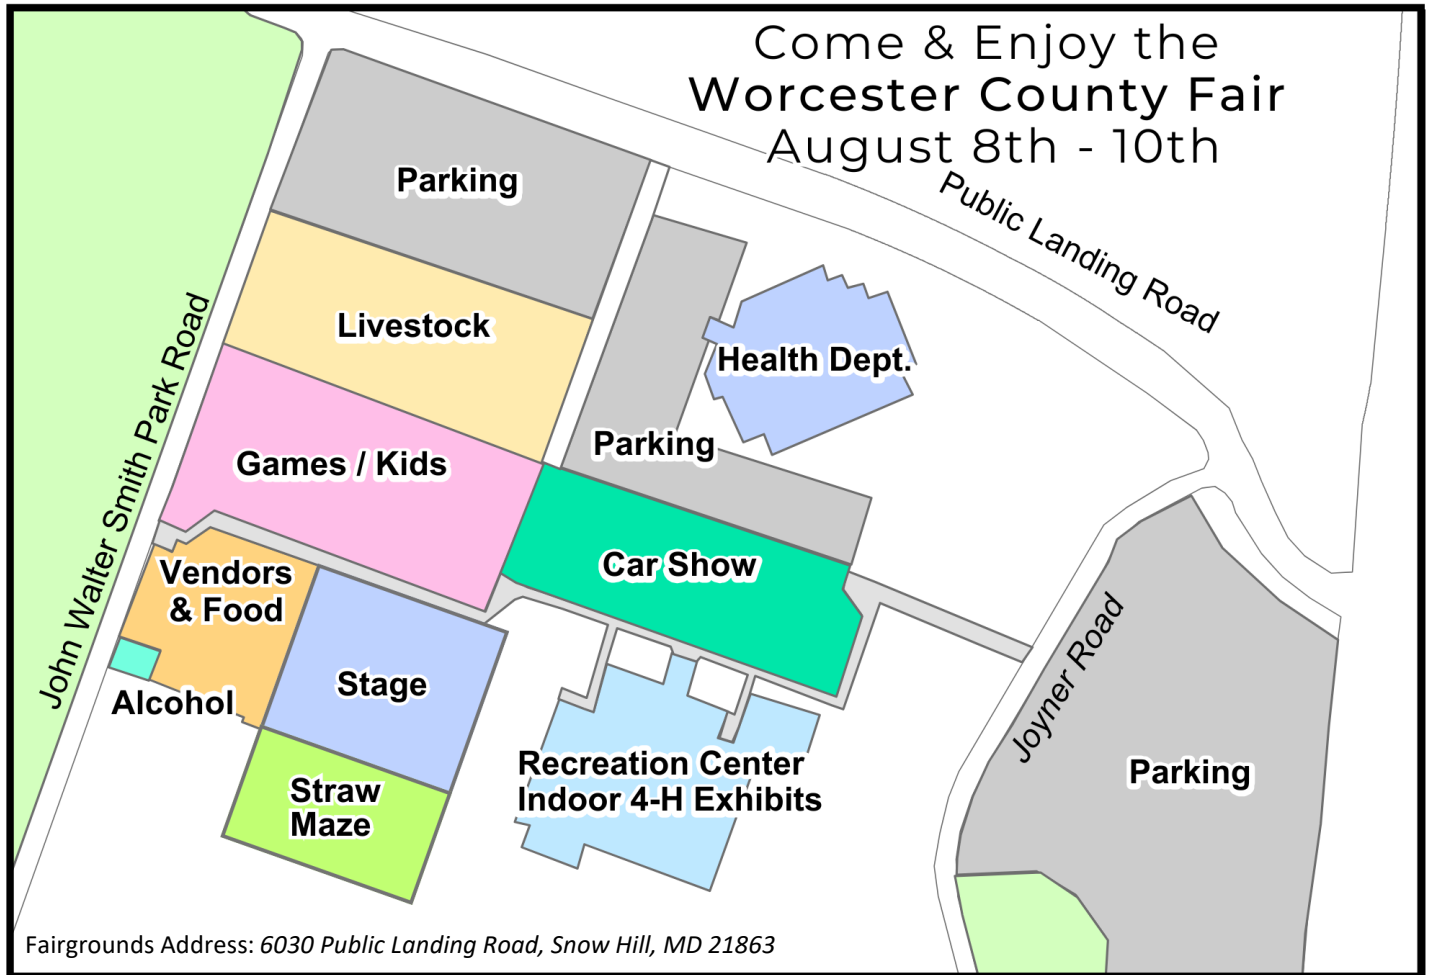 Come & Enjoy the
Worcester County Fair
August 8th - 10th
Public Landing Road
Parking
Livestock
John Walter Smith Park Road
Health Dept.
Parking
Games / Kids
Car Show
Vendors
& Food
Joyner Road
Stage
Alcohol
Recreation Center
Indoor 4-H Exhibits
Parking
Straw
Maze
Fairgrounds Address: 6030 Public Landing Road, Snow Hill, MD 21863